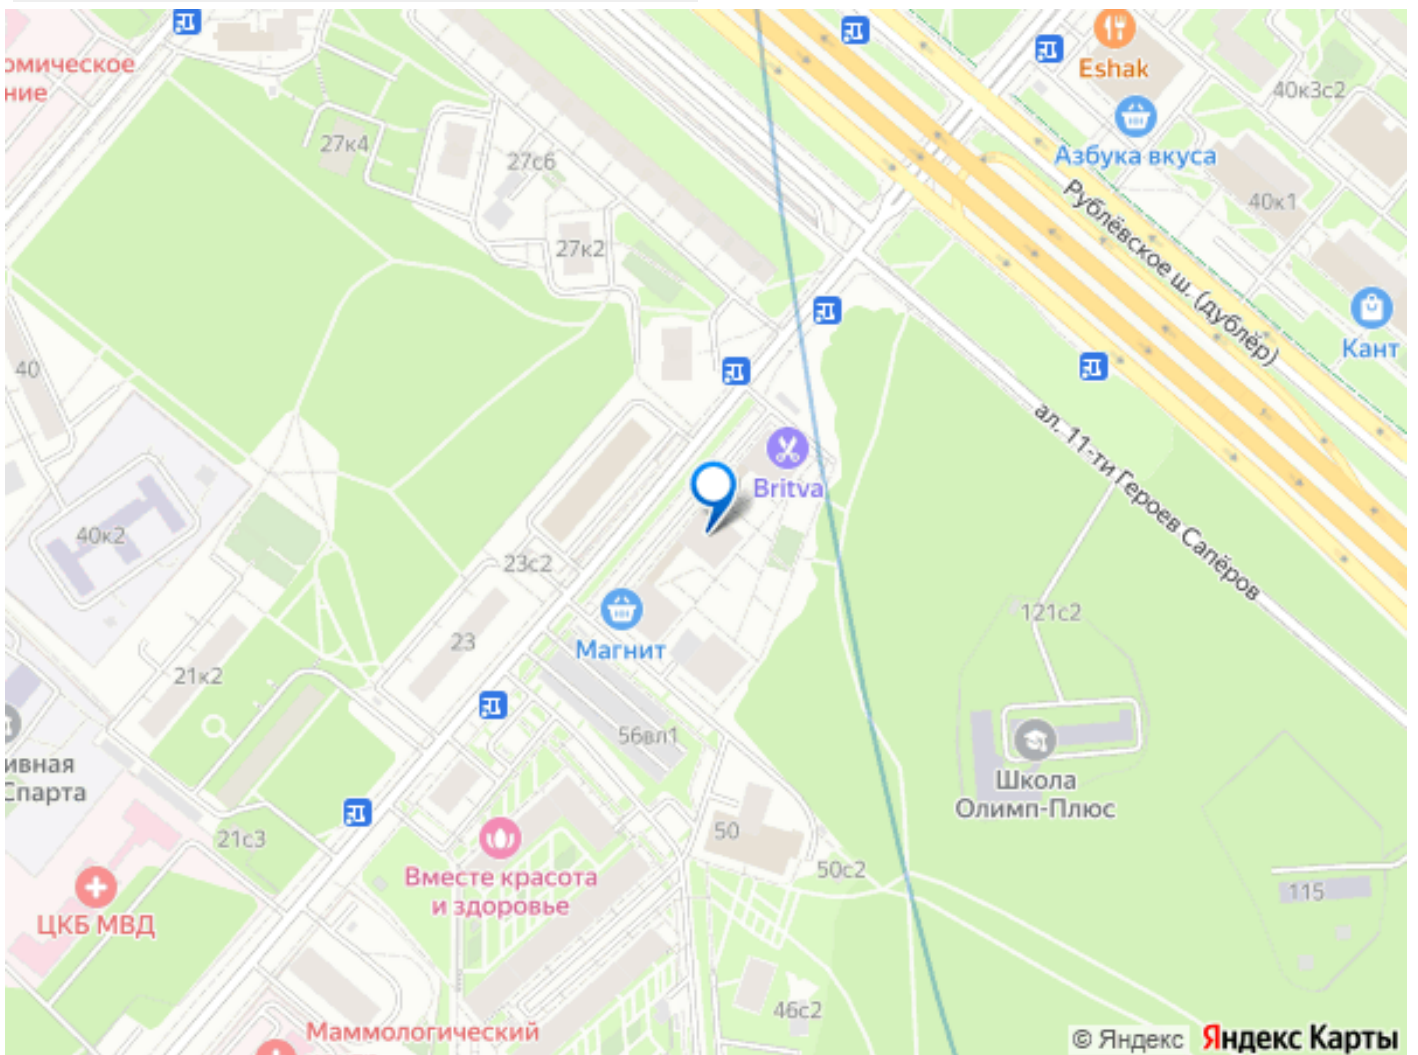 омическое
ние
Eshak
40к3с2
27к4
27с6
Азбука вкуса
40к1
27к2
Рублёвское ш. (дублёр)
Кант
40
ал. 11-ти Героев Сапёров
Britva
40к2
23с2
121с2
23
Магнит
21к2
56вл1
ивная
Спарта
Школа
Олимп-Плюс
21с3
50
50с2
Вместе красота
и здоровье
115
ЦКБ МВД
46с2
Маммологический
© Яндекс Яндекс Карты